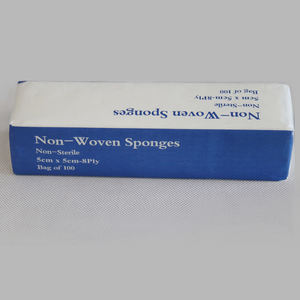 Non-Woven Sponges
Non-Sterile
5cm x 5cm-8Ply
Bag of 100
Non-Woven Sponges
Non-Sterile
5cm x 5cm-8Ply
Bag of 100